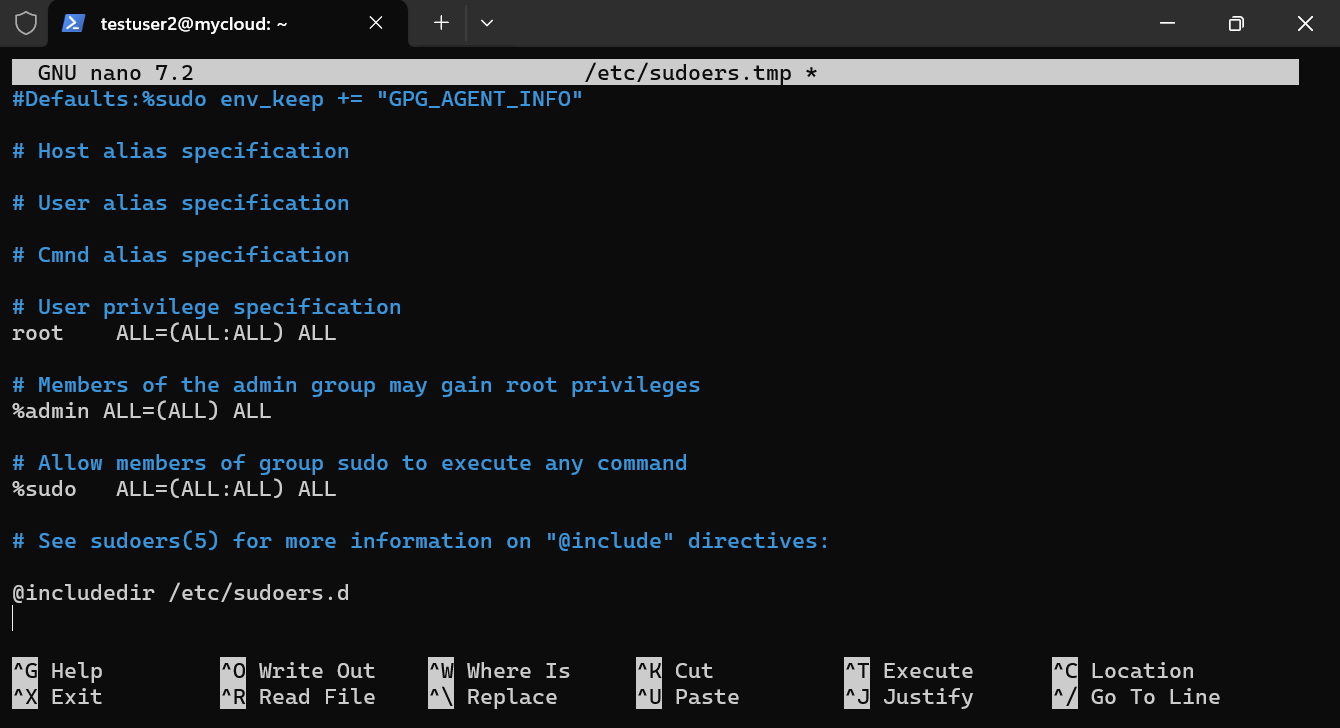 testuser2@mycloud: ~
GNU nano 7.2 /etc/sudoers.tmp *
#Defaults:%sudo env_keep += "GPG_AGENT_INFO"
# Host alias specification
# User alias specification
# Cmnd alias specification
# User privilege specification
root ALL=(ALL:ALL) ALL
# Members of the admin group may gain root privileges
%admin ALL=(ALL) ALL
# Allow members of group sudo to execute any command
%sudo ALL=(ALL:ALL) ALL
# See sudoers(5) for more information on "@include" directives:
@includedir /etc/sudoers.d
^G Help ^O Write Out ^W Where Is ^K Cut ^T Execute ^C Location
^X Exit ^R Read File ^\ Replace ^U Paste ^J Justify ^/ Go To Line